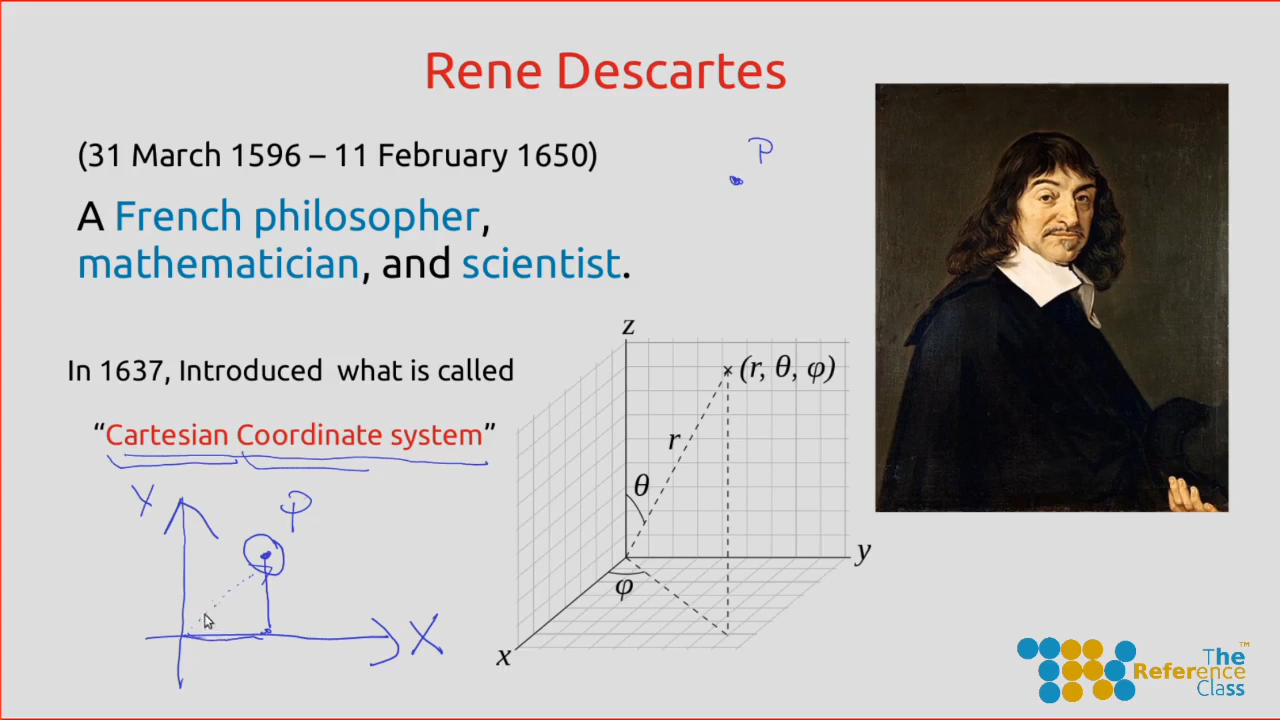 Rene Descartes
(31 March 1596 – 11 February 1650)
P
A French philosopher,
mathematician, and scientist.
In 1637, Introduced what is called
“Cartesian Coordinate system”
z
(r, θ, φ)
r
θ
y
φ
x
Y
P
X
The™
Reference
Class